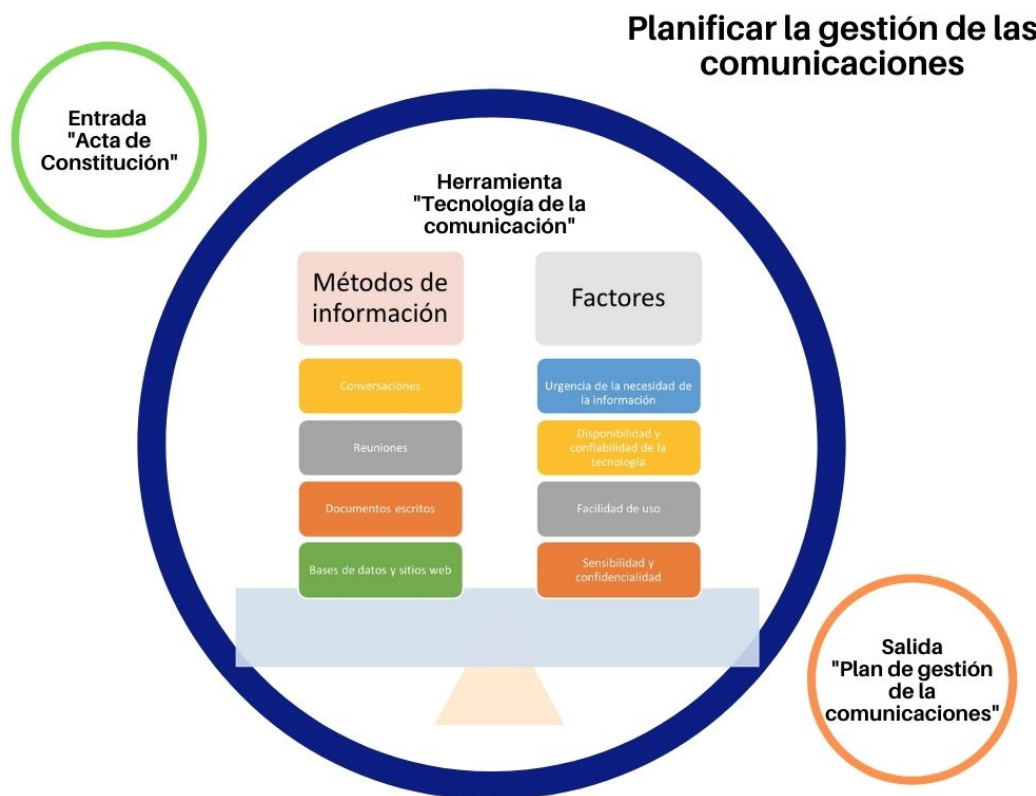 Planificar la gestión de las
comunicaciones
Entrada
"Acta de
Constitución"
Herramienta
"Tecnología de la
comunicación"
Métodos de
información
Conversaciones
Reuniones
Documentos escritos
Bases de datos y sitios web
Factores
Urgencia de la necesidad de
la información
Disponibilidad y
confiabilidad de la
tecnología
Facilidad de uso
Sensibilidad y
confidencialidad
Salida
"Plan de gestión
de la
comunicaciones"